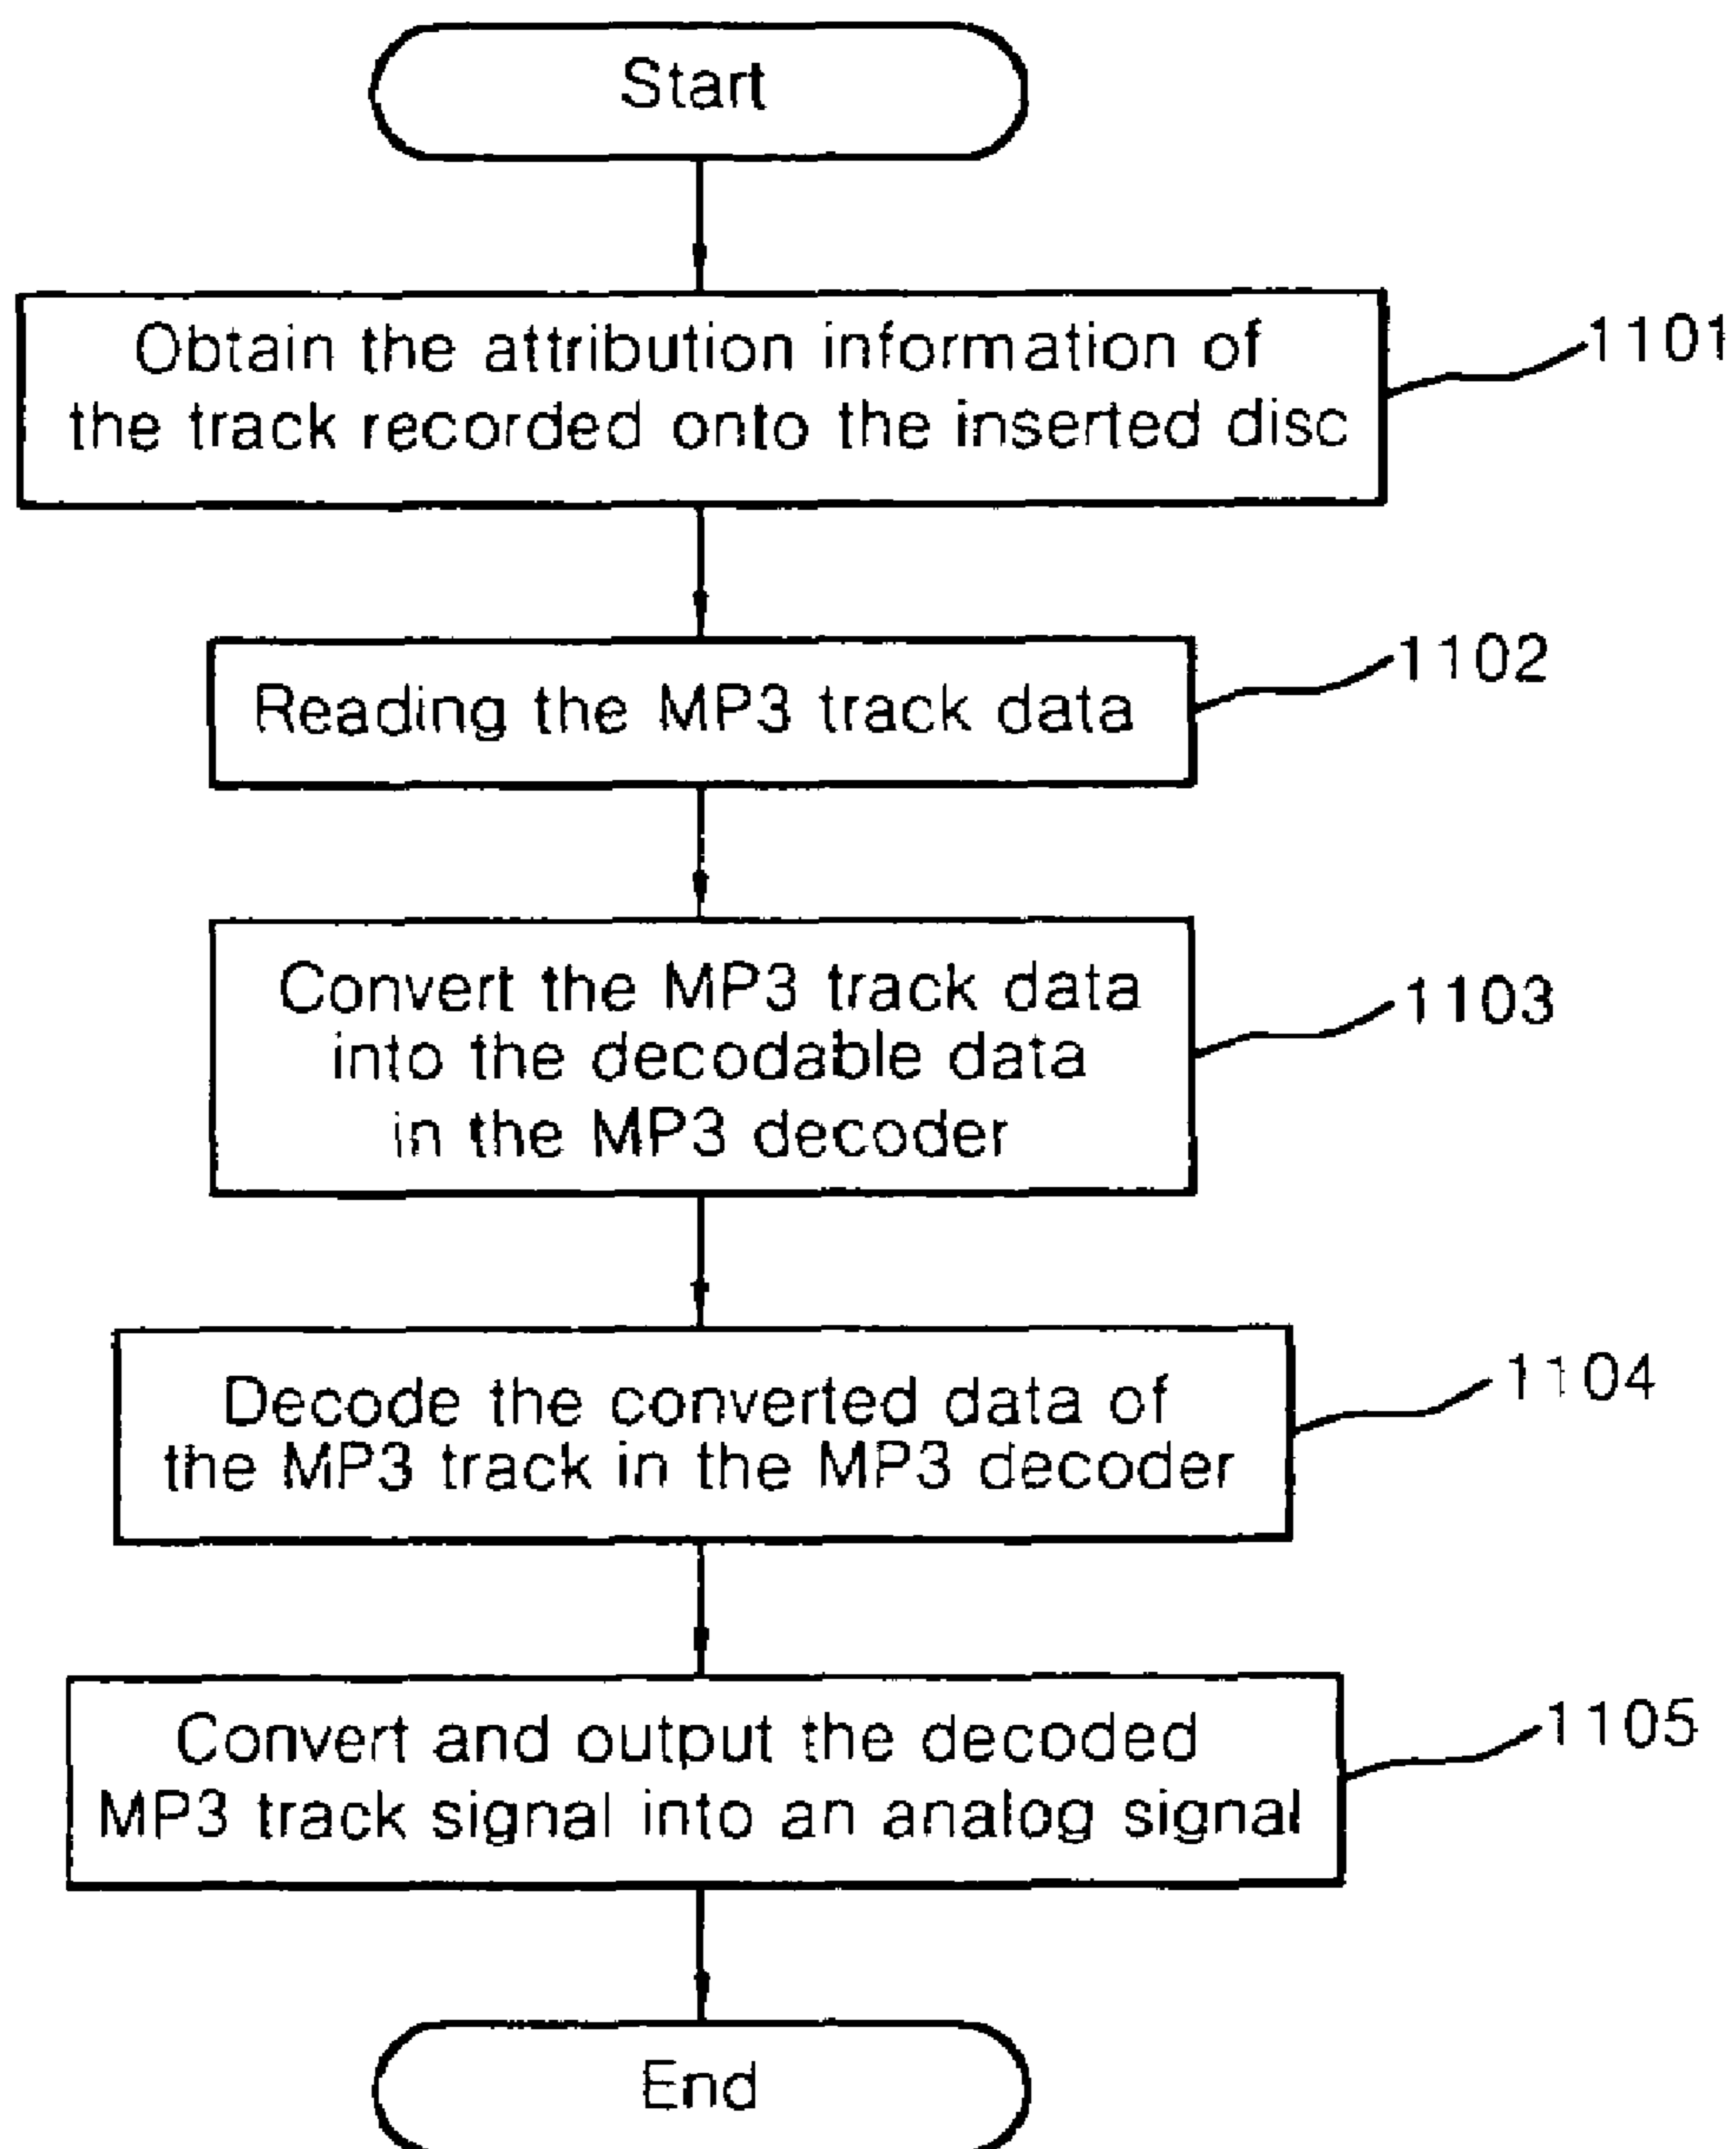 Start
Obtain the attribution information of
the track recorded onto the inserted disc
1101
Reading the MP3 track data
1102
Convert the MP3 track data
into the decodable data
in the MP3 decoder
1103
Decode the converted data of
the MP3 track in the MP3 decoder
1104
Convert and output the decoded
MP3 track signal into an analog signal
1105
End